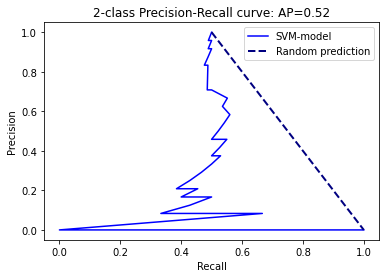 2-class Precision-Recall curve: AP=0.52
SVM-model
Random prediction
Precision
1.0
0.8
0.6
0.4
0.2
0.0
0.0 0.2 0.4 0.6 0.8 1.0
Recall